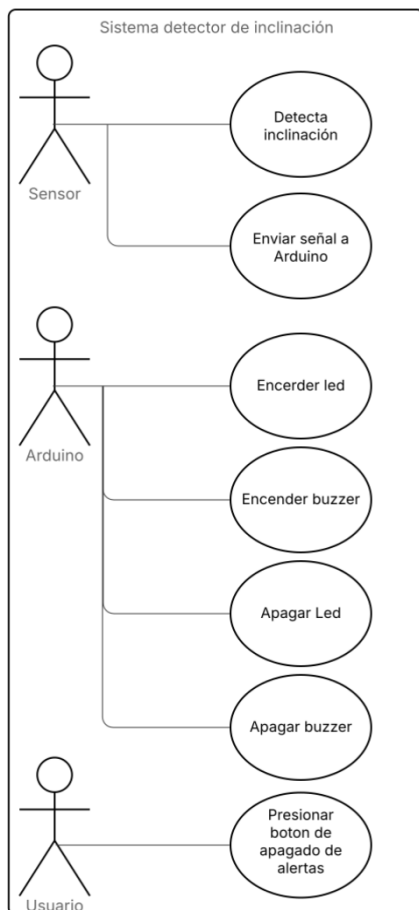 Sistema detector de inclinación
Detecta
inclinación
Sensor
Enviar señal a
Arduino
Encerder led
Arduino
Encender buzzer
Apagar Led
Apagar buzzer
Presionar
boton de
apagado de
alertas
Usuario